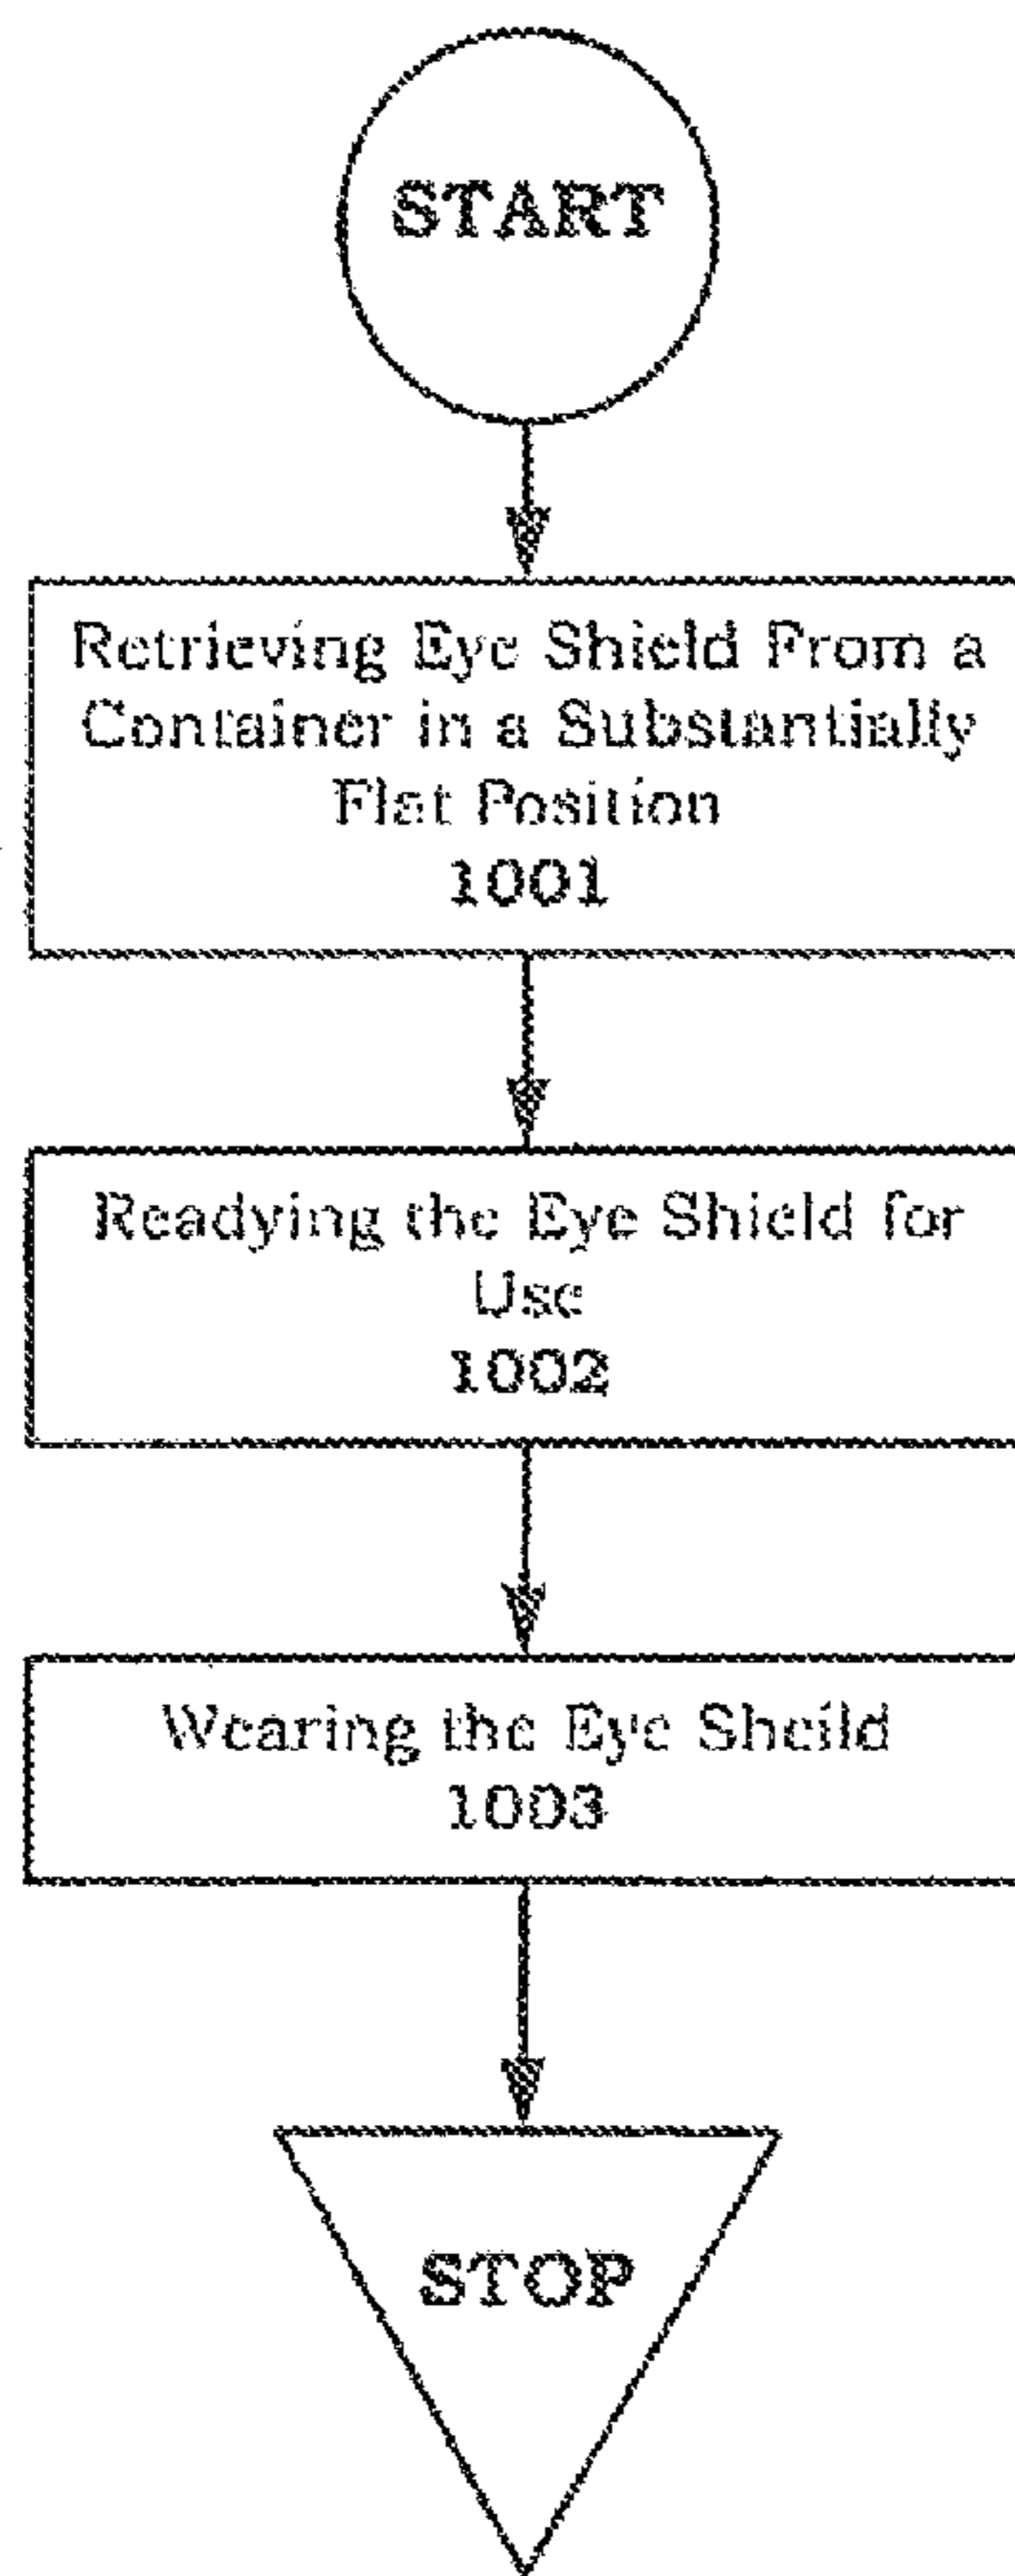 START
Retrieving Eye Shield From a
Container in a Substantially
Flat Position
1001
Readying the Eye Shield for
Use
1002
Wearing the Eye Sheild
1003
STOP